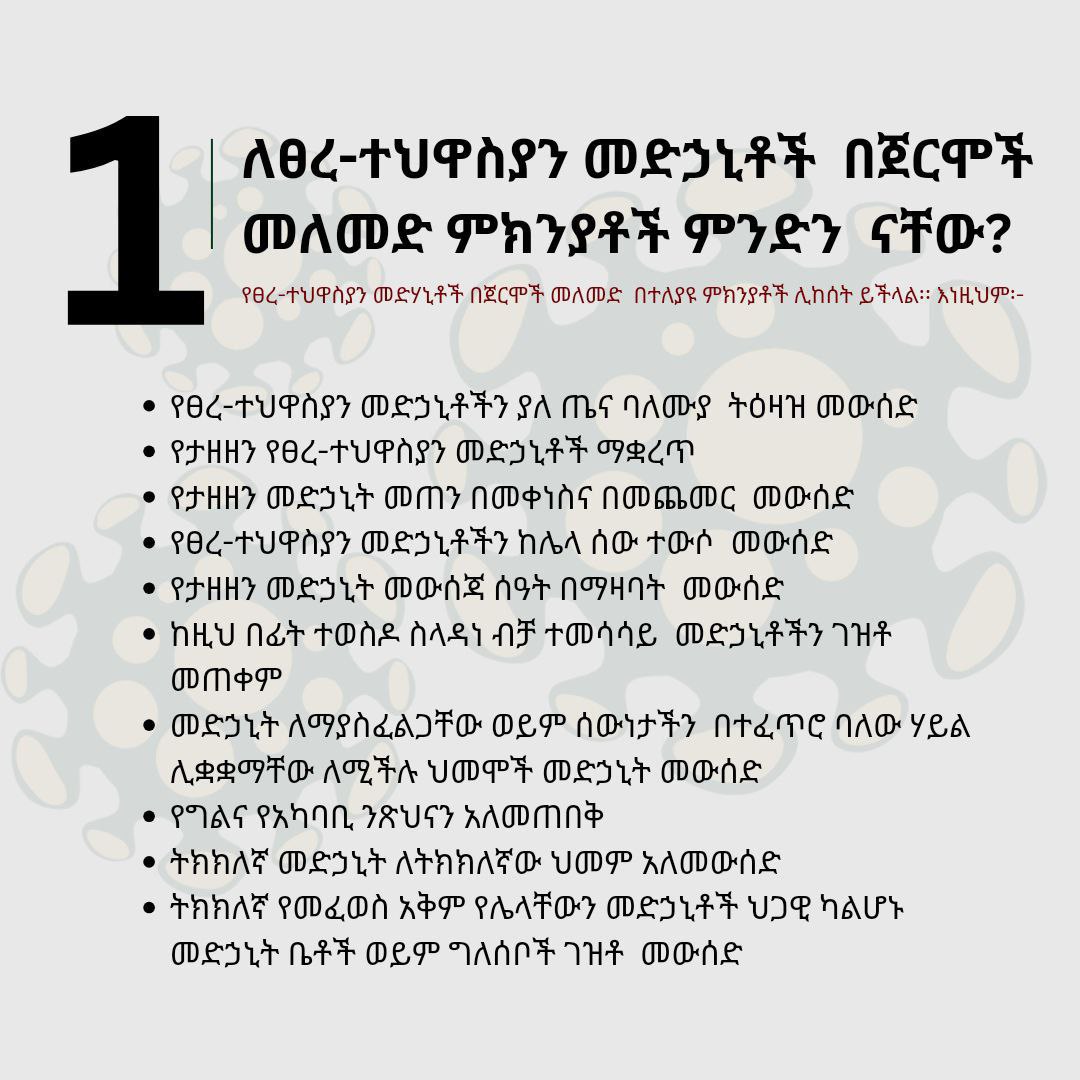 1
ለፀረ-ተህዋስያን መድኃኒቶች በጀርሞች
መለመድ ምክንያቶች ምንድን ናቸው?
የፀረ-ተህዋስያን መድሃኒቶች በጀርሞች መለመድ በተለያዩ ምክንያቶች ሊከሰት ይችላል፡፡ እነዚህም፡-
• የፀረ-ተህዋስያን መድኃኒቶችን ያለ ጤና ባለሙያ ትዕዛዝ መውሰድ
• የታዘዘን የፀረ-ተህዋስያን መድኃኒቶች ማቋረጥ
• የታዘዘን መድኃኒት መጠን በመቀነስና በመጨመር መውሰድ
• የፀረ-ተህዋስያን መድኃኒቶችን ከሌላ ሰው ተውሶ መውሰድ
• የታዘዘን መድኃኒት መውሰጃ ሰዓት በማዛባት መውሰድ
• ከዚህ በፊት ተወስዶ ስላዳነ ብቻ ተመሳሳይ መድኃኒቶችን ገዝቶ
መጠቀም
• መድኃኒት ለማያስፈልጋቸው ወይም ሰውነታችን በተፈጥሮ ባለው ሃይል
ሊቋቋማቸው ለሚችሉ ህመሞች መድኃኒት መውሰድ
• የግልና የአካባቢ ንጽህናን አለመጠበቅ
• ትክክለኛ መድኃኒት ለትክክለኛው ህመም አለመውሰድ
• ትክክለኛ የመፈወስ አቅም የሌላቸውን መድኃኒቶች ህጋዊ ካልሆኑ
መድኃኒት ቤቶች ወይም ግለሰቦች ገዝቶ መውሰድ